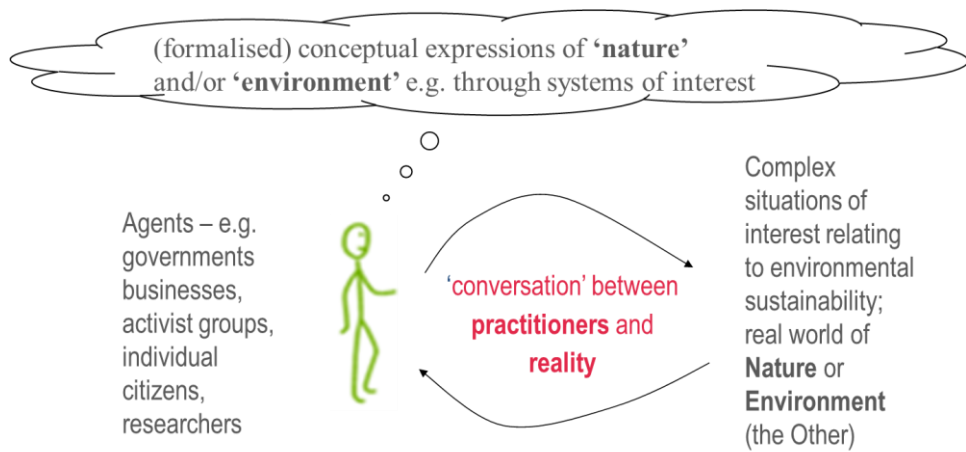 (formalised) conceptual expressions of ‘nature’
and/or ‘environment’ e.g. through systems of interest
Agents – e.g.
governments
businesses,
activist groups,
individual
citizens,
researchers
‘conversation’ between
practitioners and
reality
Complex
situations of
interest relating
to environmental
sustainability;
real world of
Nature or
Environment
(the Other)